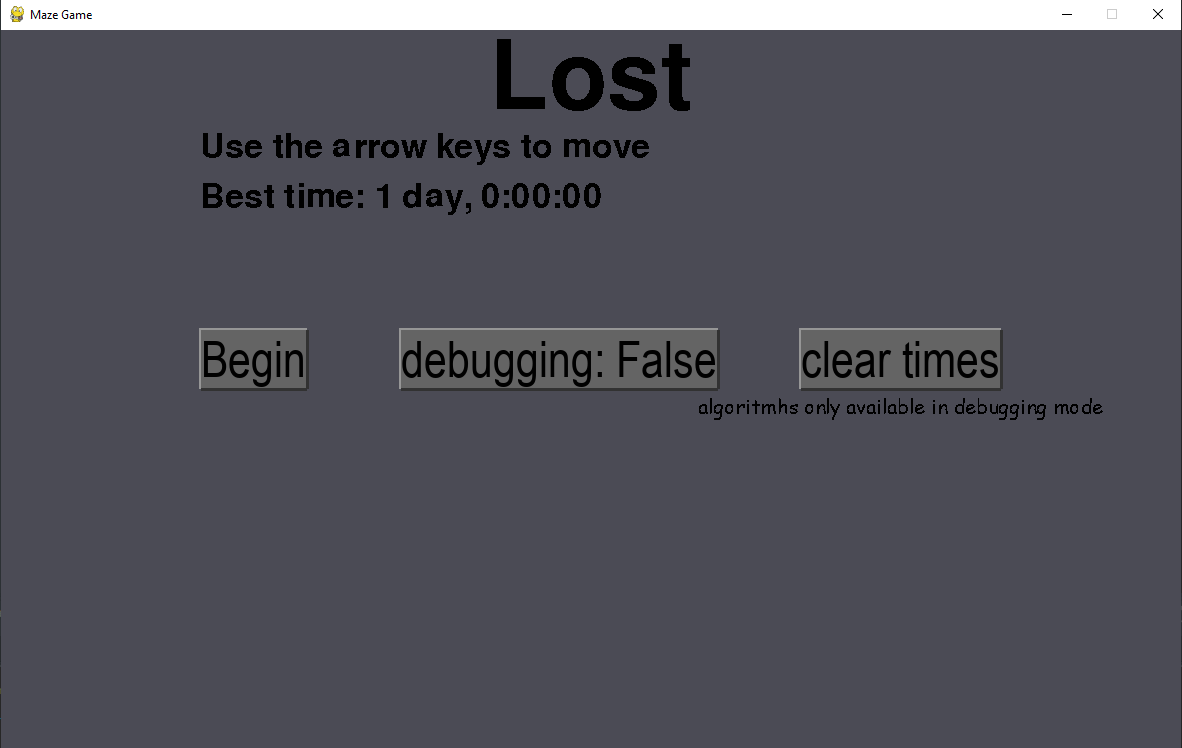 Maze Game
Lost
Use the arrow keys to move
Best time: 1 day, 0:00:00
Begin
debugging: False
clear times
algoritmhs only available in debugging mode